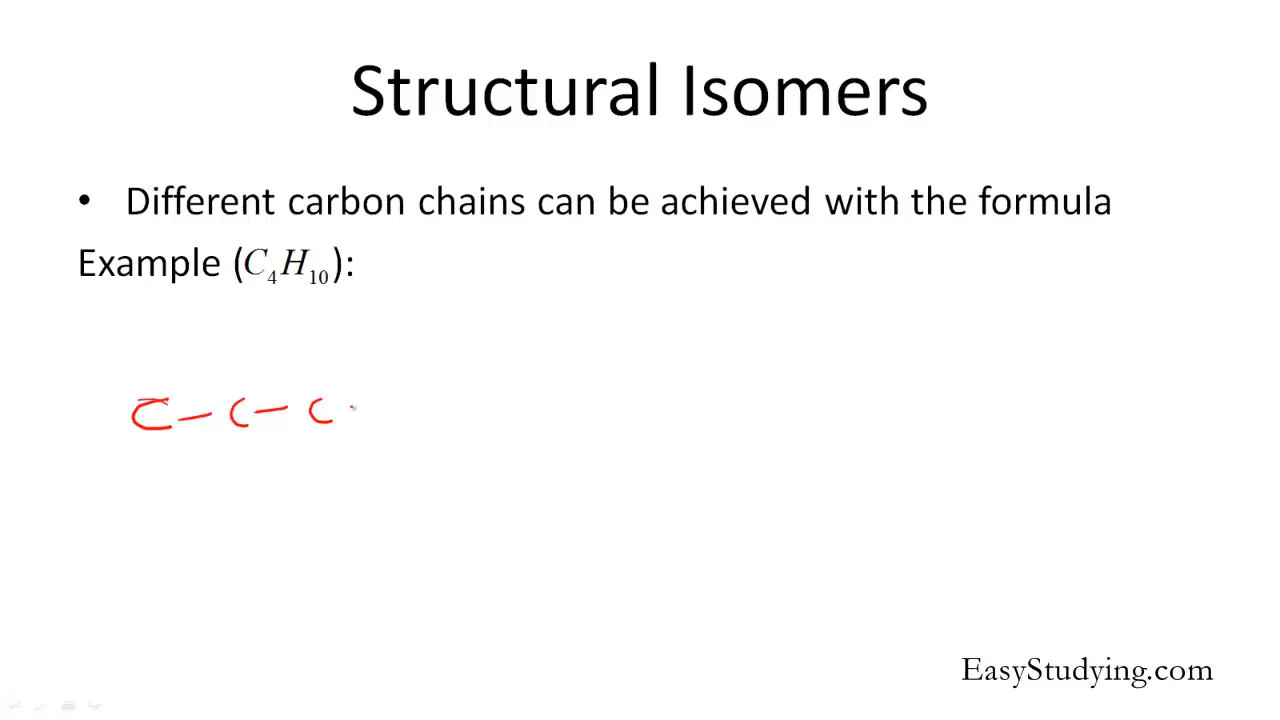 Structural Isomers
• Different carbon chains can be achieved with the formula
Example (C₄H₁₀):
C – C – C
EasyStudying.com